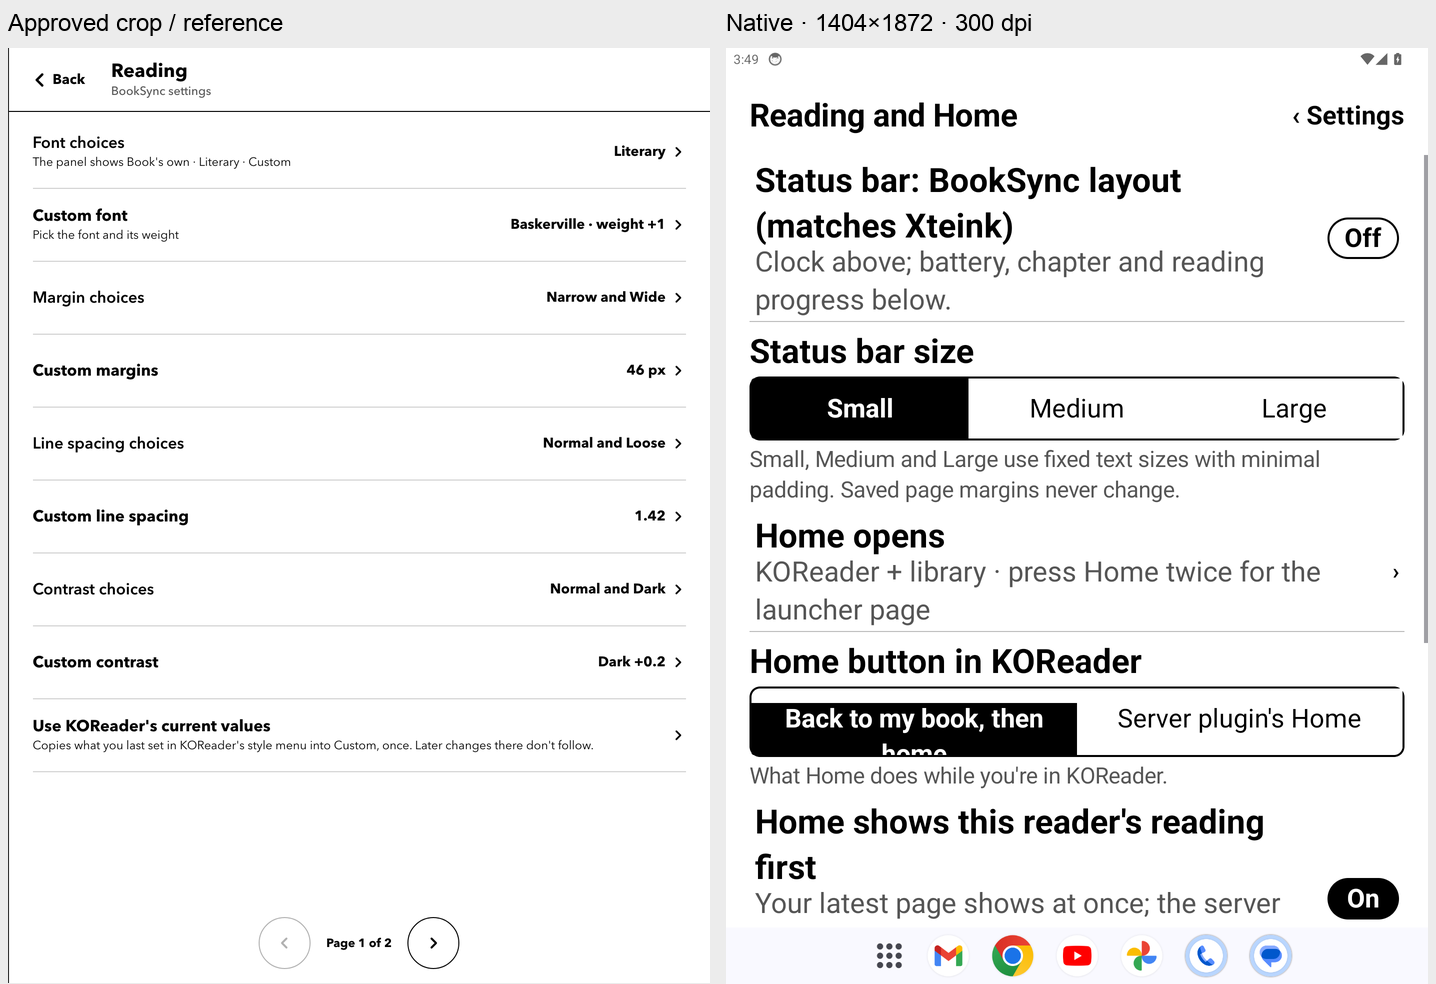 Approved crop / reference
Back
Reading
BookSync settings
Font choices
The panel shows Book's own · Literary · Custom
Literary
Custom font
Pick the font and its weight
Baskerville · weight +1
Margin choices
Narrow and Wide
Custom margins
46 px
Line spacing choices
Normal and Loose
Custom line spacing
1.42
Contrast choices
Normal and Dark
Custom contrast
Dark +0.2
Use KOReader's current values
Copies what you last set in KOReader's style menu into Custom, once. Later changes there don't follow.
Page 1 of 2
Native · 1404×1872 · 300 dpi
3:49
Reading and Home
‹ Settings
Status bar: BookSync layout
(matches Xteink)
Clock above; battery, chapter and reading
progress below.
Off
Status bar size
Small
Medium
Large
Small, Medium and Large use fixed text sizes with minimal
padding. Saved page margins never change.
Home opens
KOReader + library · press Home twice for the
launcher page
›
Home button in KOReader
Back to my book, then
home
Server plugin's Home
What Home does while you're in KOReader.
Home shows this reader's reading
first
Your latest page shows at once; the server
On